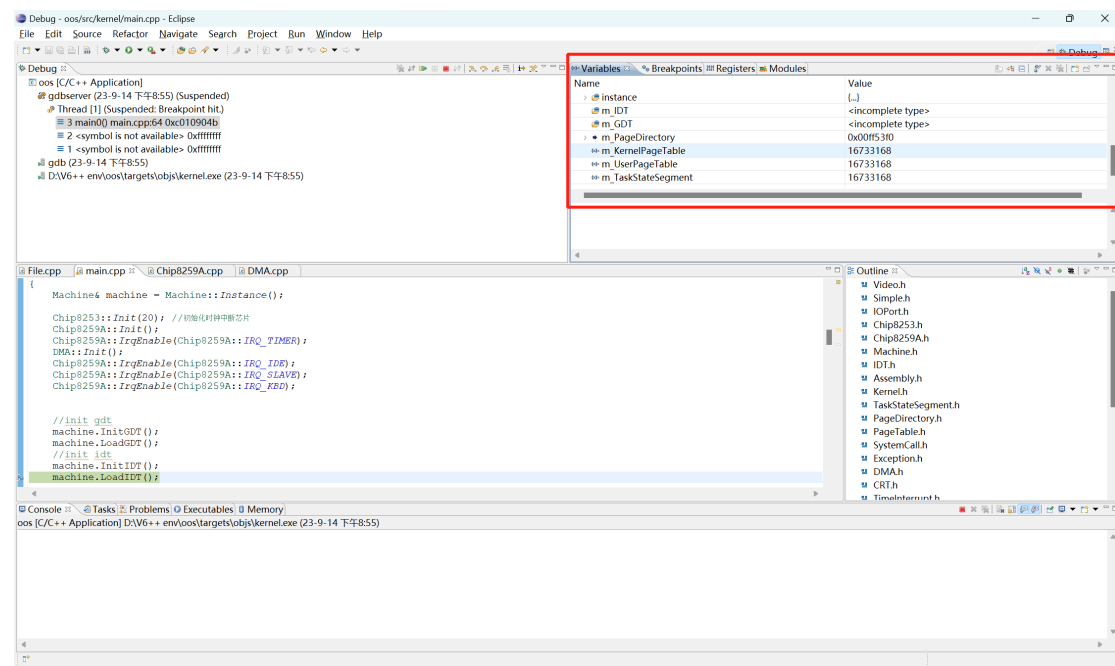 Debug - oos/src/kernel/main.cpp - Eclipse
File Edit Source Refactor Navigate Search Project Run Window Help
Debug
Debug
oos [C/C++ Application]
gdbserver (23-9-14 下午8:55) (Suspended)
Thread [1] (Suspended: Breakpoint hit.)
3 main0() main.cpp:64 0xc010904b
2 <symbol is not available> 0xffffffff
1 <symbol is not available> 0xffffffff
gdb (23-9-14 下午8:55)
D:\V6++ env\oos\targets\objs\kernel.exe (23-9-14 下午8:55)
Variables Breakpoints Registers Modules
Name Value
instance {...}
m_IDT <incomplete type>
m_GDT <incomplete type>
m_PageDirectory 0x00ff53f0
m_KernelPageTable 16733168
m_UserPageTable 16733168
m_TaskStateSegment 16733168
File.cpp main.cpp Chip8259A.cpp DMA.cpp
{
Machine& machine = Machine::Instance();
Chip8253::Init(20); //初始化时钟中断芯片
Chip8259A::Init();
Chip8259A::IrqEnable(Chip8259A::IRQ_TIMER);
DMA::Init();
Chip8259A::IrqEnable(Chip8259A::IRQ_IDE);
Chip8259A::IrqEnable(Chip8259A::IRQ_SLAVE);
Chip8259A::IrqEnable(Chip8259A::IRQ_KBD);
//init gdt
machine.InitGDT();
machine.LoadGDT();
//init idt
machine.InitIDT();
machine.LoadIDT();
Outline
Video.h
Simple.h
IOPort.h
Chip8253.h
Chip8259A.h
Machine.h
IDT.h
Assembly.h
Kernel.h
TaskStateSegment.h
PageDirectory.h
PageTable.h
SystemCall.h
Exception.h
DMA.h
CRT.h
TimeInterrupt.h
Console Tasks Problems Executables Memory
oos [C/C++ Application] D:\V6++ env\oos\targets\objs\kernel.exe (23-9-14 下午8:55)